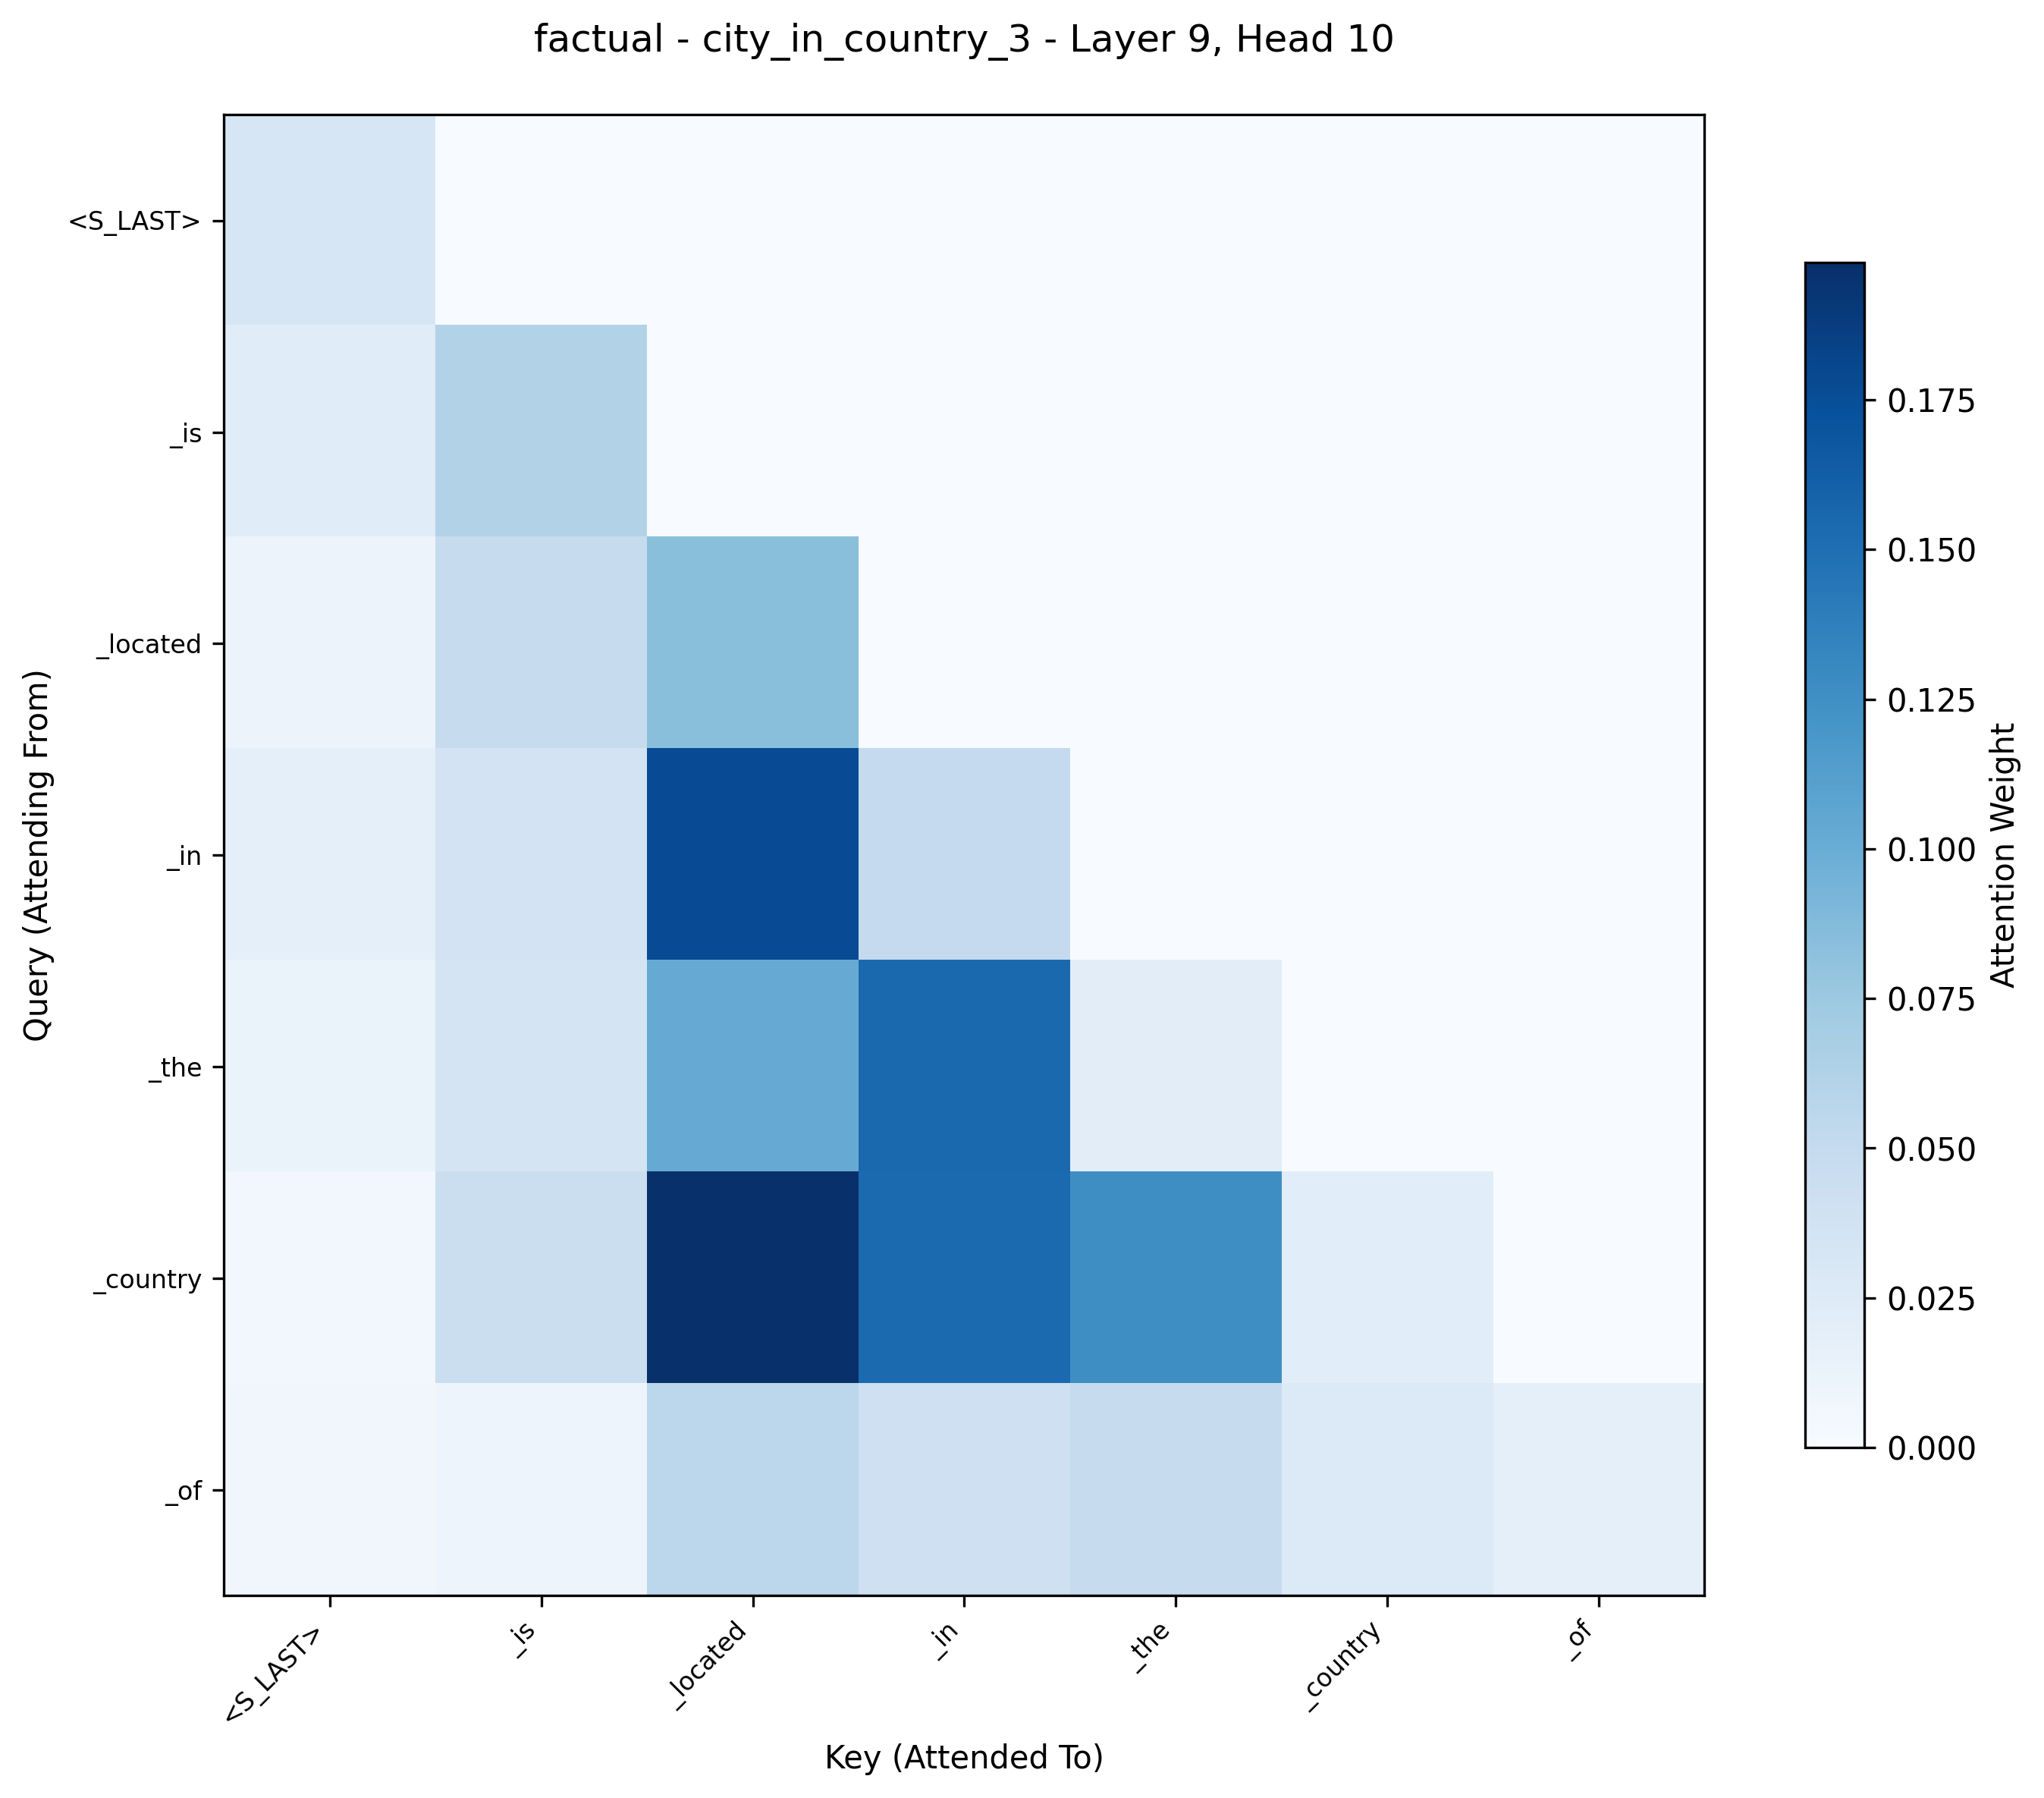 factual - city_in_country_3 - Layer 9, Head 10
Query (Attending From)
<S_LAST>
_is
_located
_in
_the
_country
_of
<S_LAST>
_is
_located
_in
_the
_country
_of
Key (Attended To)
0.175
0.150
0.125
0.100
0.075
0.050
0.025
0.000
Attention Weight